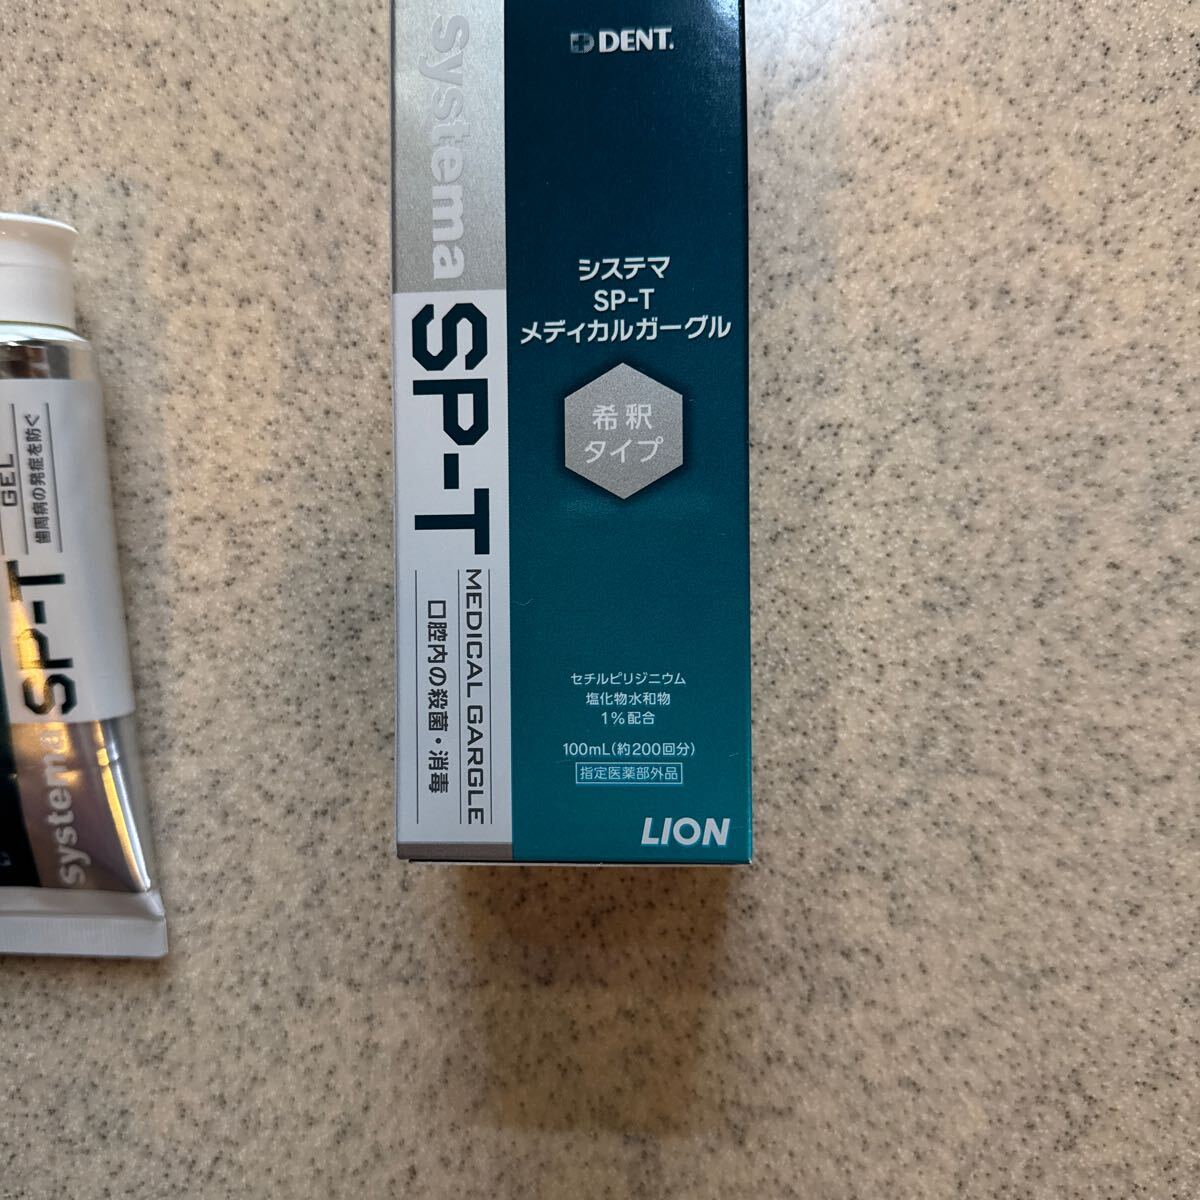 systema
SP-T
MEDICAL GARGLE
口腔内の殺菌・消毒
DENT.
システマ
SP-T
メディカルガーグル
希釈
タイプ
セチルピリジニウム
塩化物水和物
1%配合
100mL(約200回分)
指定医薬部外品
LION
systema
SP-T
GEL
歯周病の発症を防ぐ